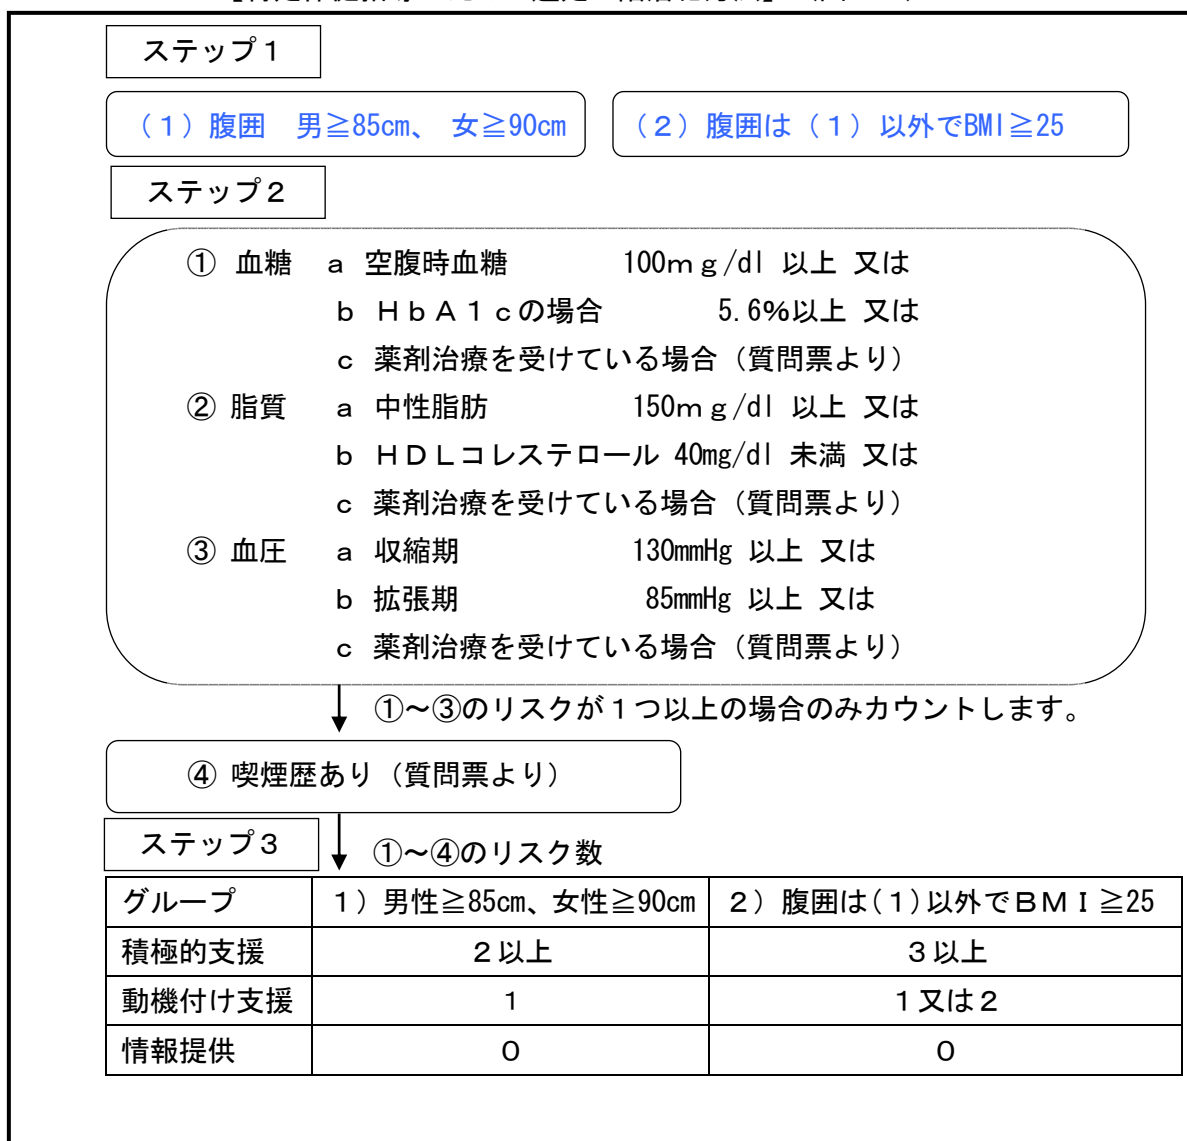 ステップ１
（１）腹囲　男≧85㎝、 女≧90㎝
（２）腹囲は（１）以外でBMI≧25
ステップ２
① 血糖　ａ 空腹時血糖　100ｍｇ/dl 以上 又は
ｂ ＨｂＡ１ｃの場合　5.6%以上 又は
ｃ 薬剤治療を受けている場合（質問票より）
② 脂質　ａ 中性脂肪　150ｍｇ/dl 以上 又は
ｂ ＨＤＬコレステロール 40mg/dl 未満 又は
ｃ 薬剤治療を受けている場合（質問票より）
③ 血圧　ａ 収縮期　130mmHg 以上 又は
ｂ 拡張期　85mmHg 以上 又は
ｃ 薬剤治療を受けている場合（質問票より）
①～③のリスクが１つ以上の場合のみカウントします。
④ 喫煙歴あり（質問票より）
ステップ３
①～④のリスク数
グループ　１）男性≧85㎝、女性≧90㎝　２）腹囲は(１)以外でＢＭＩ≧25
積極的支援　２以上　３以上
動機付け支援　１　１又は２
情報提供　０　０